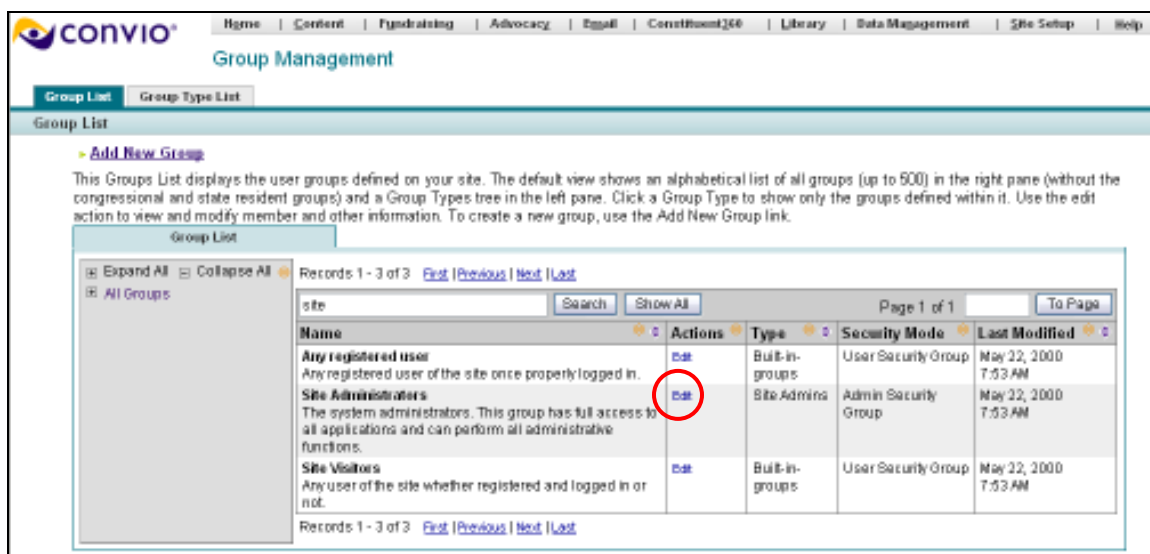 CONVIO®
Home | Content | Fundraising | Advocacy | Email | Constituent360 | Library | Data Management | Site Setup | Help
Group Management
Group List Group Type List
Group List
Add New Group
This Groups List displays the user groups defined on your site. The default view shows an alphabetical list of all groups (up to 500) in the right pane (without the
congressional and state resident groups) and a Group Types tree in the left pane. Click a Group Type to show only the groups defined within it. Use the edit
action to view and modify member and other information. To create a new group, use the Add New Group link.
Group List
Expand All Collapse All
All Groups
Records 1 - 3 of 3 First | Previous | Next | Last
site Search Show All Page 1 of 1 To Page
Name Actions Type Security Mode Last Modified
Any registered user Edit Built-in- User Security Group May 22, 2000
Any registered user of the site once properly logged in. groups 7:53 AM
Site Administrators Edit Site Admins Admin Security May 22, 2000
The system administrators. This group has full access to Group 7:53 AM
all applications and can perform all administrative
functions.
Site Visitors Edit Built-in- User Security Group May 22, 2000
Any user of the site whether registered and logged in or groups 7:53 AM
not.
Records 1 - 3 of 3 First | Previous | Next | Last